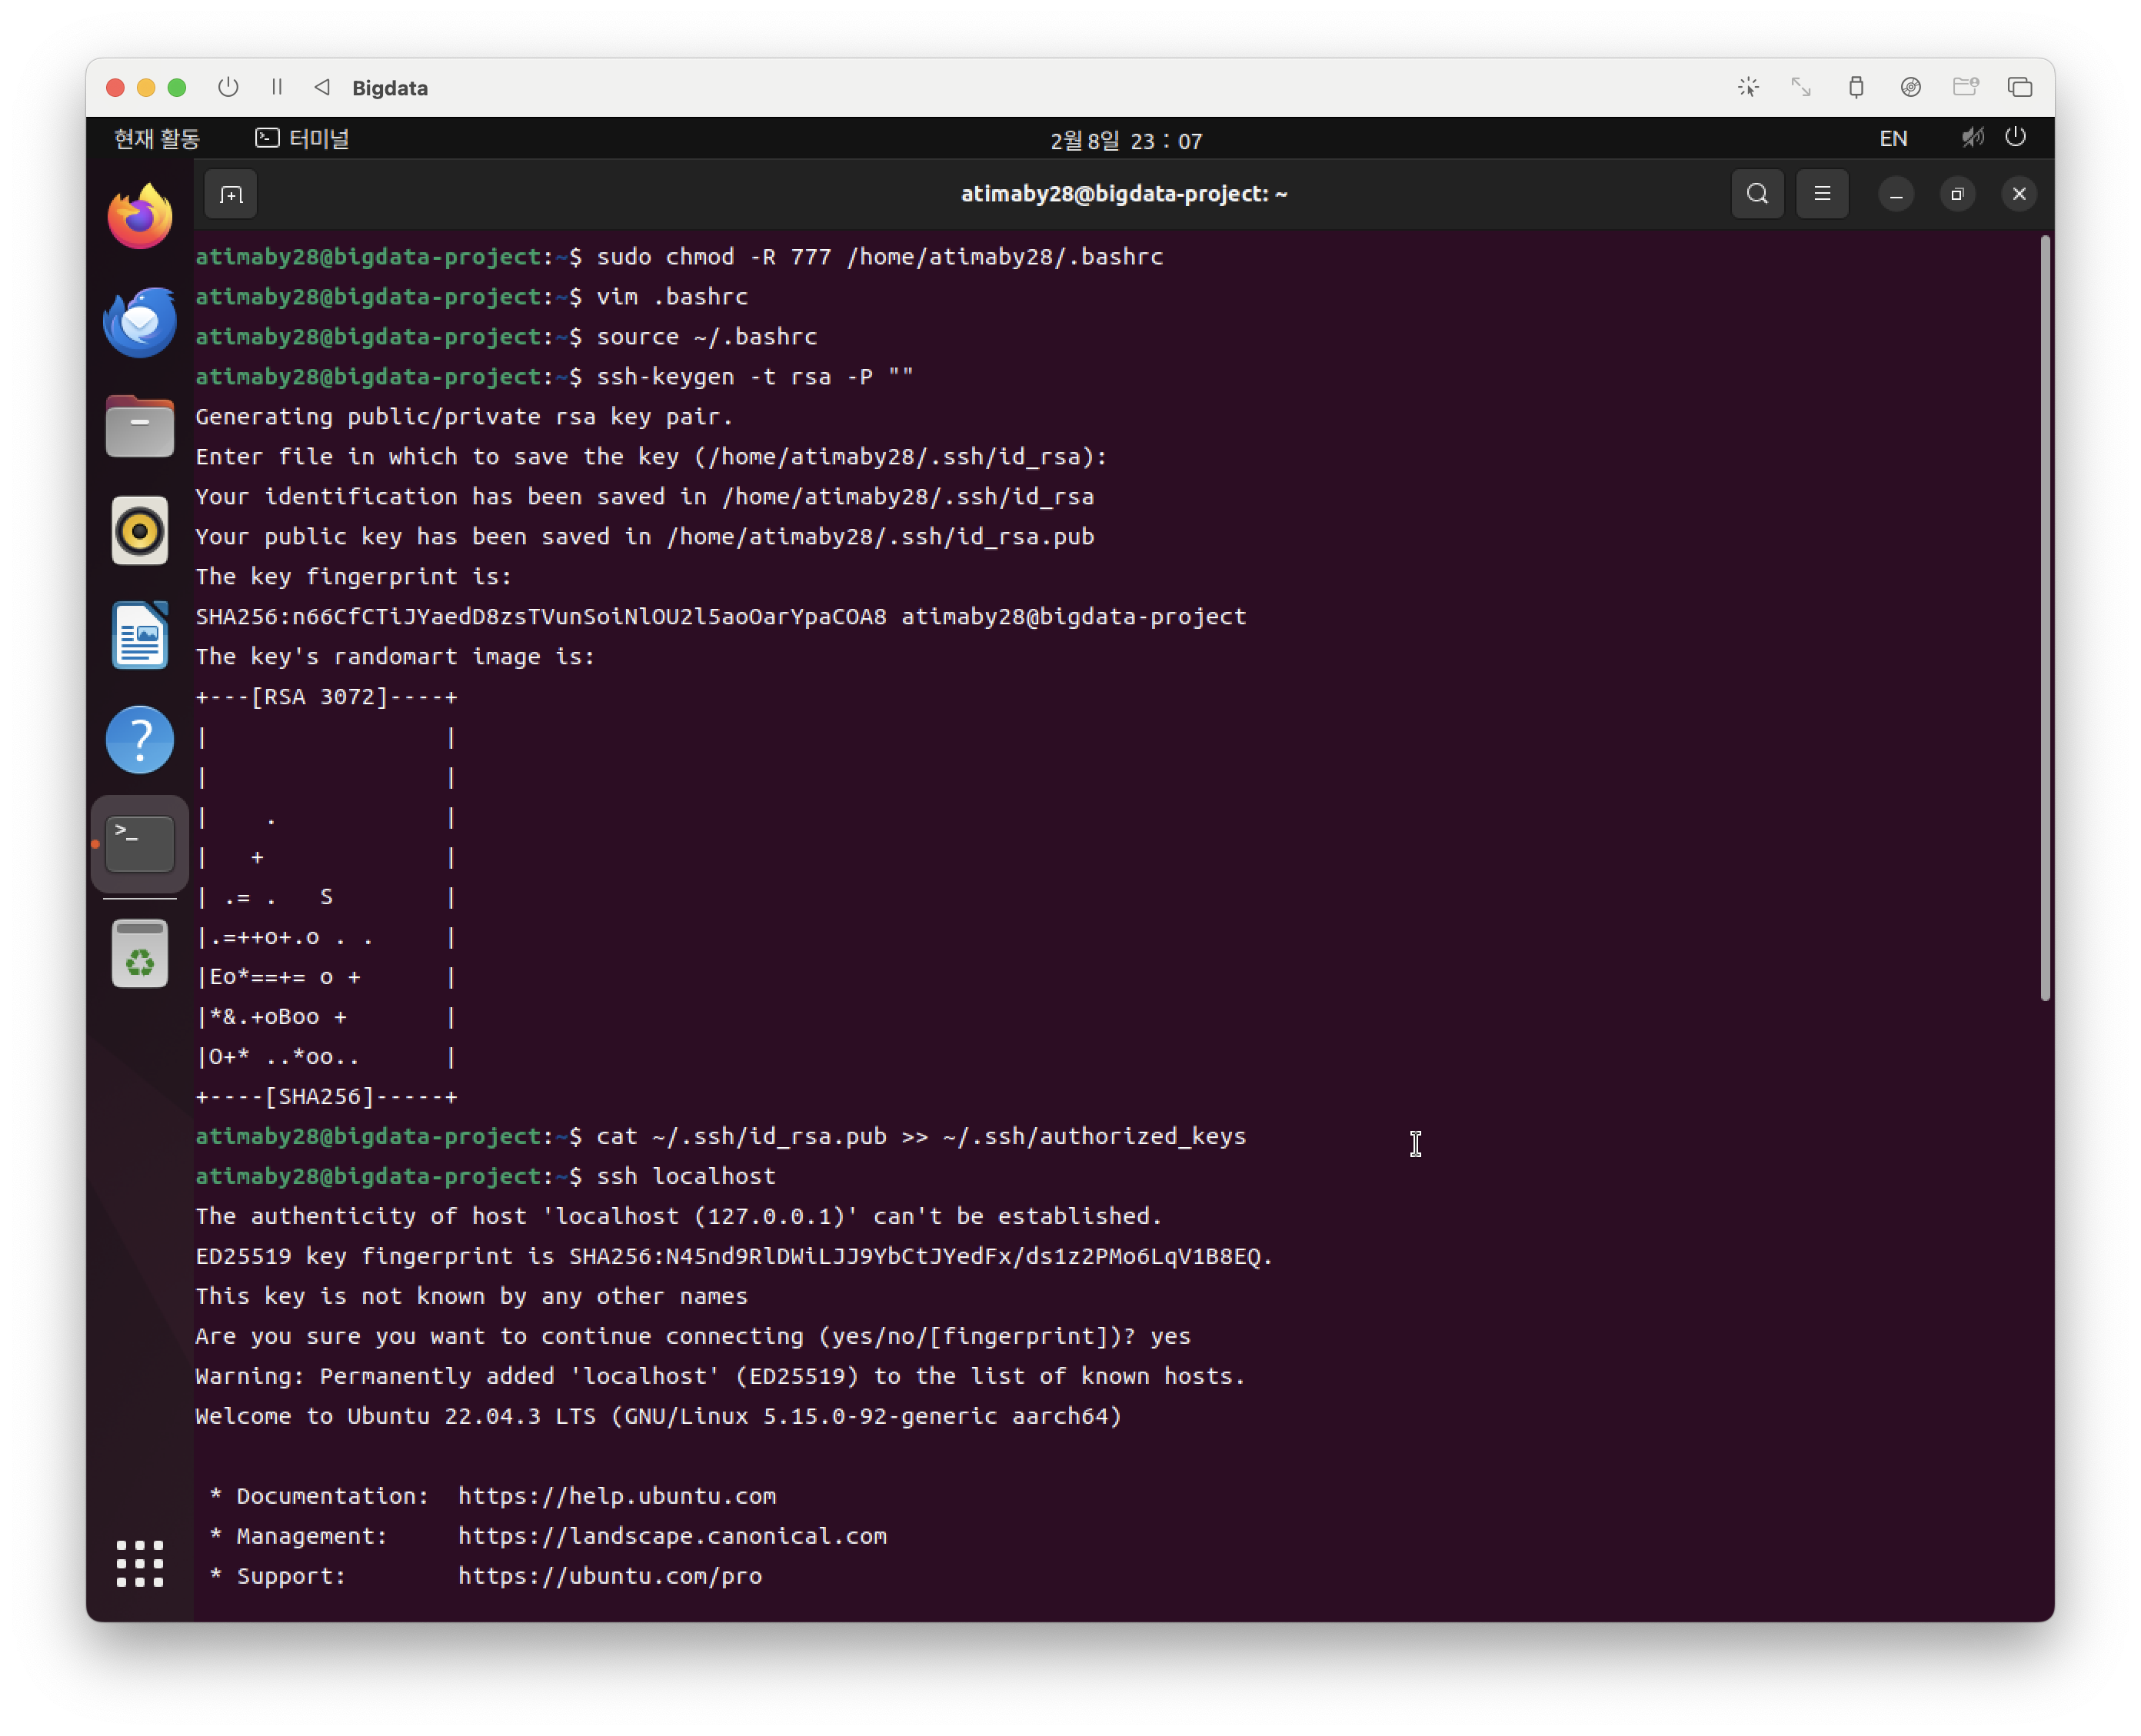 Bigdata
현재 활동 터미널 2월 8일 23 : 07 EN
atimaby28@bigdata-project: ~
atimaby28@bigdata-project:~$ sudo chmod -R 777 /home/atimaby28/.bashrc
atimaby28@bigdata-project:~$ vim .bashrc
atimaby28@bigdata-project:~$ source ~/.bashrc
atimaby28@bigdata-project:~$ ssh-keygen -t rsa -P ""
Generating public/private rsa key pair.
Enter file in which to save the key (/home/atimaby28/.ssh/id_rsa):
Your identification has been saved in /home/atimaby28/.ssh/id_rsa
Your public key has been saved in /home/atimaby28/.ssh/id_rsa.pub
The key fingerprint is:
SHA256:n66CfCTiJYaedD8zsTVunSoiNlOU2l5aoOarYpaCOA8 atimaby28@bigdata-project
The key's randomart image is:
+---[RSA 3072]----+
|                 |
|                 |
|    .            |
|   +             |
| .= .   S        |
|.=++o+.o . .     |
|Eo*==+= o +      |
|*&.+oBoo +       |
|O+* ..*oo..      |
+----[SHA256]-----+
atimaby28@bigdata-project:~$ cat ~/.ssh/id_rsa.pub >> ~/.ssh/authorized_keys
atimaby28@bigdata-project:~$ ssh localhost
The authenticity of host 'localhost (127.0.0.1)' can't be established.
ED25519 key fingerprint is SHA256:N45nd9RlDWiLJJ9YbCtJYedFx/ds1z2PMo6LqV1B8EQ.
This key is not known by any other names
Are you sure you want to continue connecting (yes/no/[fingerprint])? yes
Warning: Permanently added 'localhost' (ED25519) to the list of known hosts.
Welcome to Ubuntu 22.04.3 LTS (GNU/Linux 5.15.0-92-generic aarch64)
 * Documentation:  https://help.ubuntu.com
 * Management:     https://landscape.canonical.com
 * Support:        https://ubuntu.com/pro